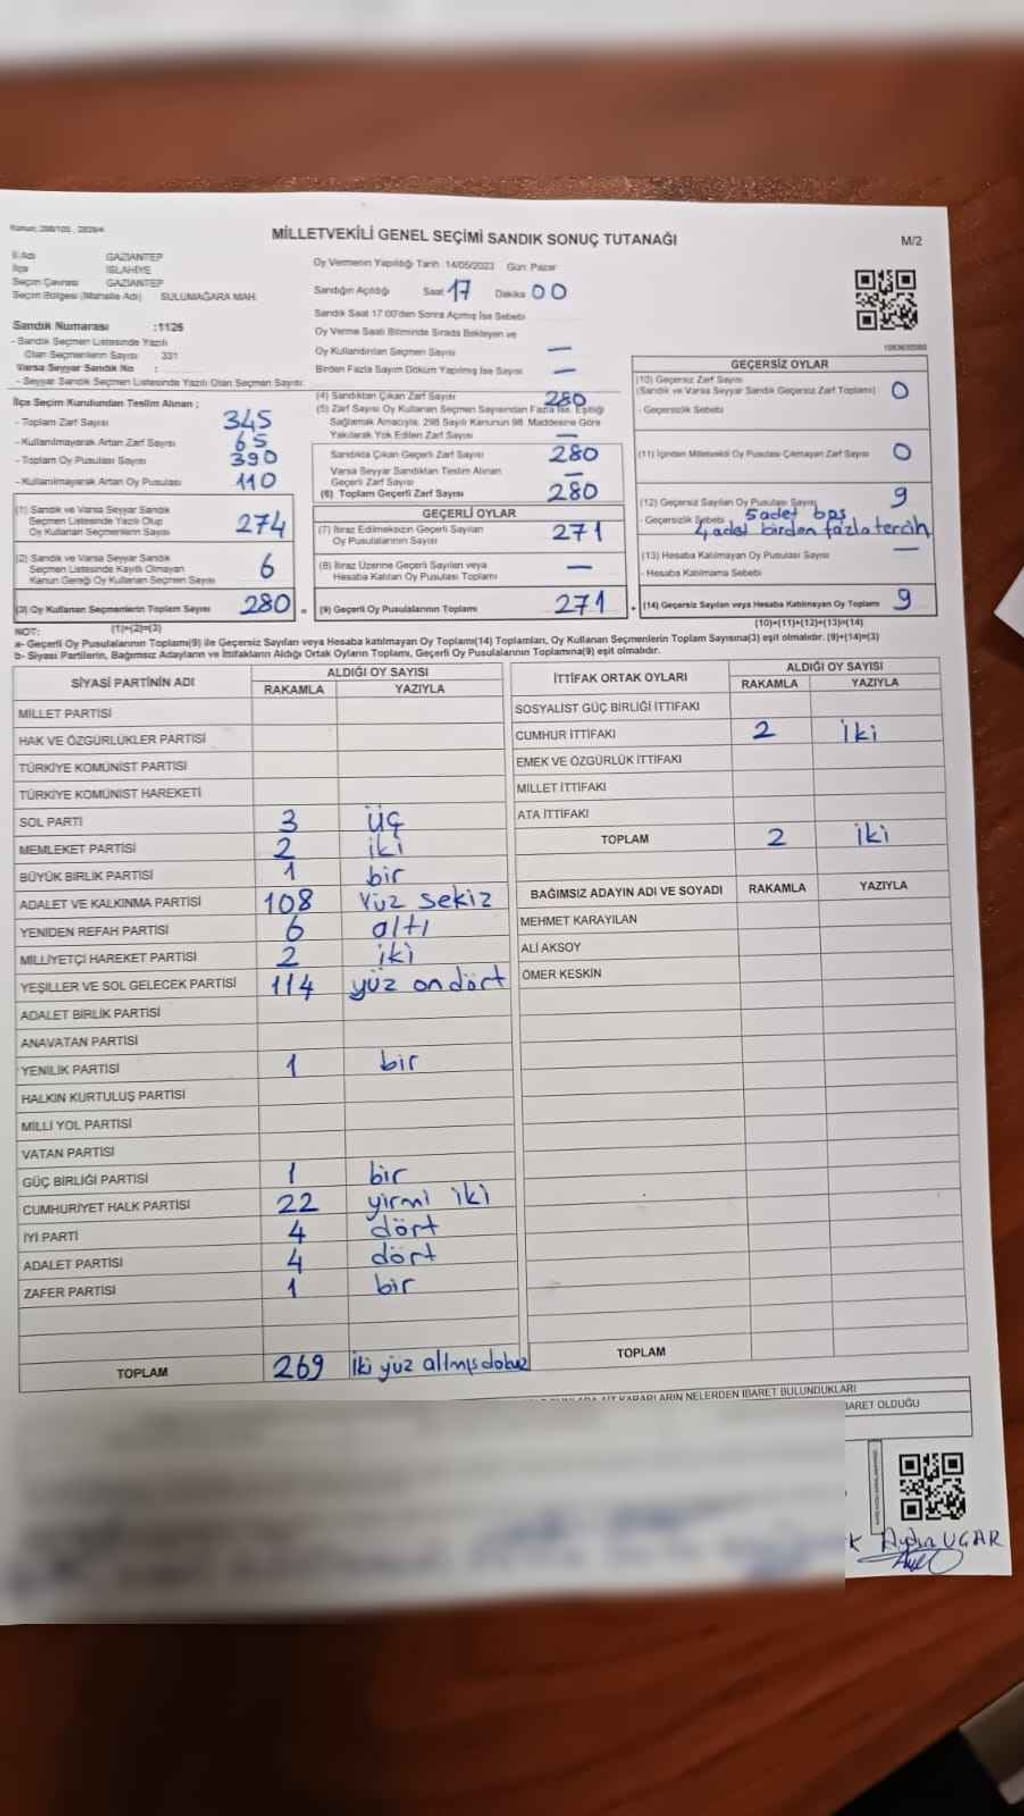 MİLLETVEKİLİ GENEL SEÇİMİ SANDIK SONUÇ TUTANAĞI
M/2
İl Adı GAZİANTEP
İlçe İSLAHİYE
Seçim Çevresi GAZİANTEP
Seçim Bölgesi (Mahalle Adı) SULUMAĞARA MAH.
Sandık Numarası :1126
- Sandık Seçmen Listesinde Yazılı
Olan Seçmenlerin Sayısı : 331
Varsa Seyyar Sandık No :
- Seyyar Sandık Seçmen Listesinde Yazılı Olan Seçmen Sayısı:
Oy Vermenin Yapıldığı Tarih :14/05/2023 Gün: Pazar
Sandığın Açıldığı Saat 17 Dakika 00
Sandık Saat 17:00'den Sonra Açılmış İse Sebebi
Oy Verme Saati Bitiminde Sırada Bekleyen ve
Oy Kullandırılan Seçmen Sayısı —
Birden Fazla Sayım Döküm Yapılmış İse Sayısı —
İlçe Seçim Kurulundan Teslim Alınan ;
- Toplam Zarf Sayısı 345
- Kullanılmayarak Artan Zarf Sayısı 65
- Toplam Oy Pusulası Sayısı 390
- Kullanılmayarak Artan Oy Pusulası 110
(1) Sandık ve Varsa Seyyar Sandık
Seçmen Listesinde Yazılı Olup
Oy Kullanan Seçmenlerin Sayısı 274
(2) Sandık ve Varsa Seyyar Sandık
Seçmen Listesinde Kayıtlı Olmayan
Kanun Gereği Oy Kullanan Seçmen Sayısı 6
(3) Oy Kullanan Seçmenlerin Toplam Sayısı 280
(1)+(2)=(3)
(4) Sandıktan Çıkan Zarf Sayısı 280
(5) Zarf Sayısı Oy Kullanan Seçmen Sayısından Fazla İse, Eşitliği
Sağlamak Amacıyla, 298 Sayılı Kanunun 98. Maddesine Göre
Yakılarak Yok Edilen Zarf Sayısı —
Sandıkta Çıkan Geçerli Zarf Sayısı 280
Varsa Seyyar Sandıktan Teslim Alınan
Geçerli Zarf Sayısı —
(6) Toplam Geçerli Zarf Sayısı 280
GEÇERLİ OYLAR
(7) İtiraz Edilmeksizin Geçerli Sayılan
Oy Pusulalarının Sayısı 271
(8) İtiraz Üzerine Geçerli Sayılan veya
Hesaba Katılan Oy Pusulası Toplamı —
= (9) Geçerli Oy Pusulalarının Toplamı 271
GEÇERSİZ OYLAR
(10) Geçersiz Zarf Sayısı
(Sandık ve Varsa Seyyar Sandık Geçersiz Zarf Toplamı) 0
- Geçersizlik Sebebi
(11) İçinden Milletvekili Oy Pusulası Çıkmayan Zarf Sayısı 0
(12) Geçersiz Sayılan Oy Pusulası Sayısı 9
- Geçersizlik Sebebi 5 adet boş
4 adet birden fazla tercih
(13) Hesaba Katılmayan Oy Pusulası Sayısı —
- Hesaba Katılmama Sebebi
+ (14) Geçersiz Sayılan veya Hesaba Katılmayan Oy Toplamı 9
(10)+(11)+(12)+(13)=(14)
NOT:
a- Geçerli Oy Pusulalarının Toplamı(9) ile Geçersiz Sayılan veya Hesaba katılmayan Oy Toplamı(14) Toplamları, Oy Kullanan Seçmenlerin Toplam Sayısına(3) eşit olmalıdır. (9)+(14)=(3)
b- Siyasi Partilerin, Bağımsız Adayların ve İttifakların Aldığı Ortak Oyların Toplamı, Geçerli Oy Pusulalarının Toplamına(9) eşit olmalıdır.
SİYASİ PARTİNİN ADI ALDIĞI OY SAYISI
RAKAMLA YAZIYLA
MİLLET PARTİSİ
HAK VE ÖZGÜRLÜKLER PARTİSİ
TÜRKİYE KOMÜNİST PARTİSİ
TÜRKİYE KOMÜNİST HAREKETİ
SOL PARTİ 3 üç
MEMLEKET PARTİSİ 2 iki
BÜYÜK BİRLİK PARTİSİ 1 bir
ADALET VE KALKINMA PARTİSİ 108 Yüz sekiz
YENİDEN REFAH PARTİSİ 6 altı
MİLLİYETÇİ HAREKET PARTİSİ 2 iki
YEŞİLLER VE SOL GELECEK PARTİSİ 114 yüz ondört
ADALET BİRLİK PARTİSİ
ANAVATAN PARTİSİ
YENİLİK PARTİSİ 1 bir
HALKIN KURTULUŞ PARTİSİ
MİLLİ YOL PARTİSİ
VATAN PARTİSİ
GÜÇ BİRLİĞİ PARTİSİ 1 bir
CUMHURİYET HALK PARTİSİ 22 yirmi iki
İYİ PARTİ 4 dört
ADALET PARTİSİ 4 dört
ZAFER PARTİSİ 1 bir
TOPLAM 269 İki yüz altmışdokuz
İTTİFAK ORTAK OYLARI ALDIĞI OY SAYISI
RAKAMLA YAZIYLA
SOSYALİST GÜÇ BİRLİĞİ İTTİFAKI
CUMHUR İTTİFAKI 2 iki
EMEK VE ÖZGÜRLÜK İTTİFAKI
MİLLET İTTİFAKI
ATA İTTİFAKI
TOPLAM 2 iki
BAĞIMSIZ ADAYIN ADI VE SOYADI RAKAMLA YAZIYLA
MEHMET KARAYILAN
ALİ AKSOY
ÖMER KESKİN
TOPLAM
KARARLARIN NELERDEN İBARET BULUNDUKLARI
İBARET OLDUĞU
K Aydın UĞAR